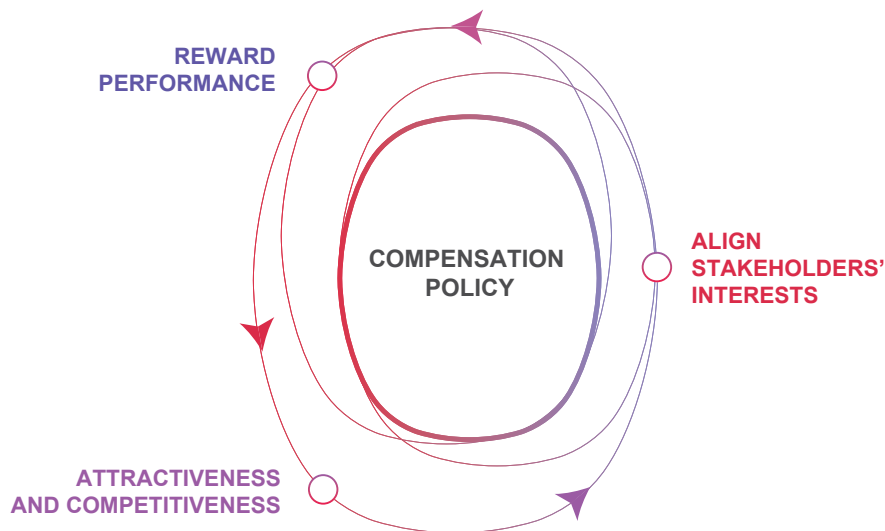 REWARD
PERFORMANCE
COMPENSATION
POLICY
ALIGN
STAKEHOLDERS’
INTERESTS
ATTRACTIVENESS
AND COMPETITIVENESS